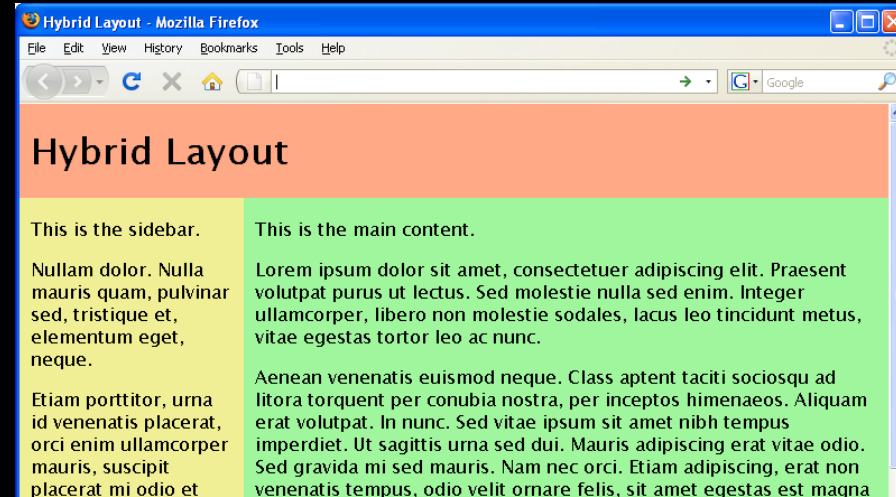 Hybrid Layout - Mozilla Firefox
File Edit View History Bookmarks Tools Help
G Google
Hybrid Layout
This is the sidebar.
Nullam dolor. Nulla
mauris quam, pulvinar
sed, tristique et,
elementum eget,
neque.
Etiam porttitor, urna
id venenatis placerat,
orci enim ullamcorper
mauris, suscipit
placerat mi odio et
This is the main content.
Lorem ipsum dolor sit amet, consectetuer adipiscing elit. Praesent
volutpat purus ut lectus. Sed molestie nulla sed enim. Integer
ullamcorper, libero non molestie sodales, lacus leo tincidunt metus,
vitae egestas tortor leo ac nunc.
Aenean venenatis euismod neque. Class aptent taciti sociosqu ad
litora torquent per conubia nostra, per inceptos himenaeos. Aliquam
erat volutpat. In nunc. Sed vitae ipsum sit amet nibh tempus
imperdiet. Ut sagittis urna sed dui. Mauris adipiscing erat vitae odio.
Sed gravida mi sed mauris. Nam nec orci. Etiam adipiscing, erat non
venenatis tempus, odio velit ornare felis, sit amet egestas est magna